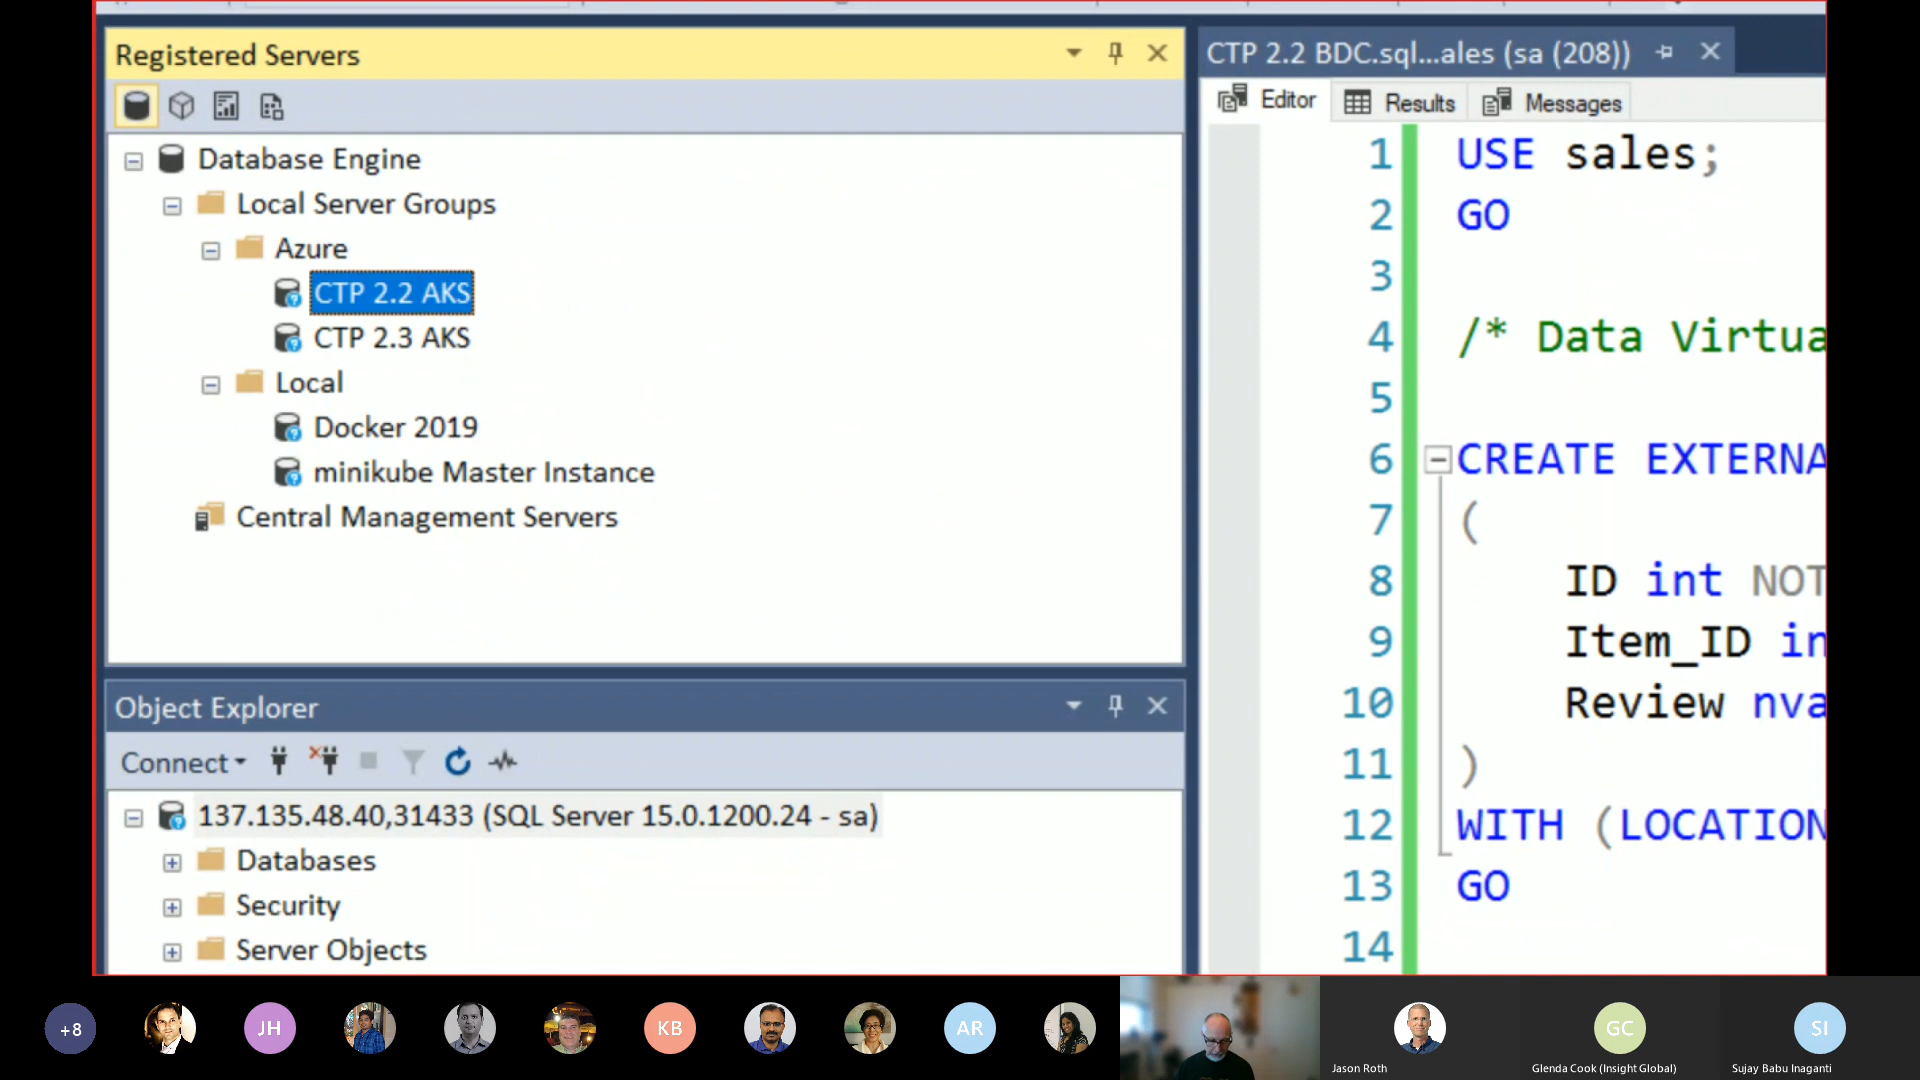 Registered Servers
Database Engine
Local Server Groups
Azure
CTP 2.2 AKS
CTP 2.3 AKS
Local
Docker 2019
minikube Master Instance
Central Management Servers
Object Explorer
Connect
137.135.48.40,31433 (SQL Server 15.0.1200.24 - sa)
Databases
Security
Server Objects
CTP 2.2 BDC.sql...ales (sa (208))
Editor
Results
Messages
1 USE sales;
2 GO
3
4 /* Data Virtua
5
6 CREATE EXTERNA
7 (
8 ID int NOT
9 Item_ID in
10 Review nva
11 )
12 WITH (LOCATION
13 GO
14
+8
JH
KB
AR
Jason Roth
GC
Glenda Cook (Insight Global)
SI
Sujay Babu Inaganti